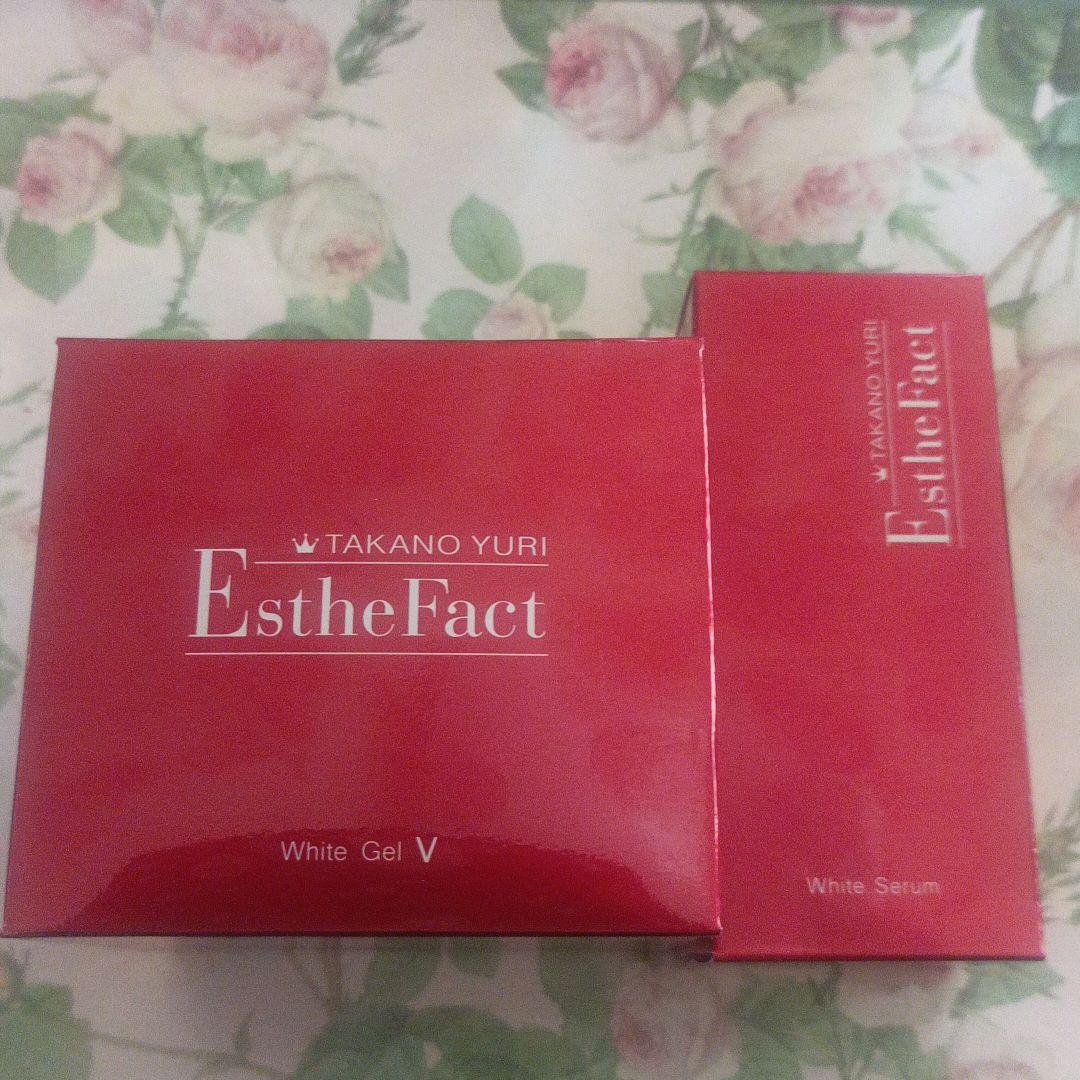 TAKANO YURI
EstheFact
White Gel V
TAKANO YURI
EstheFact
White Serum